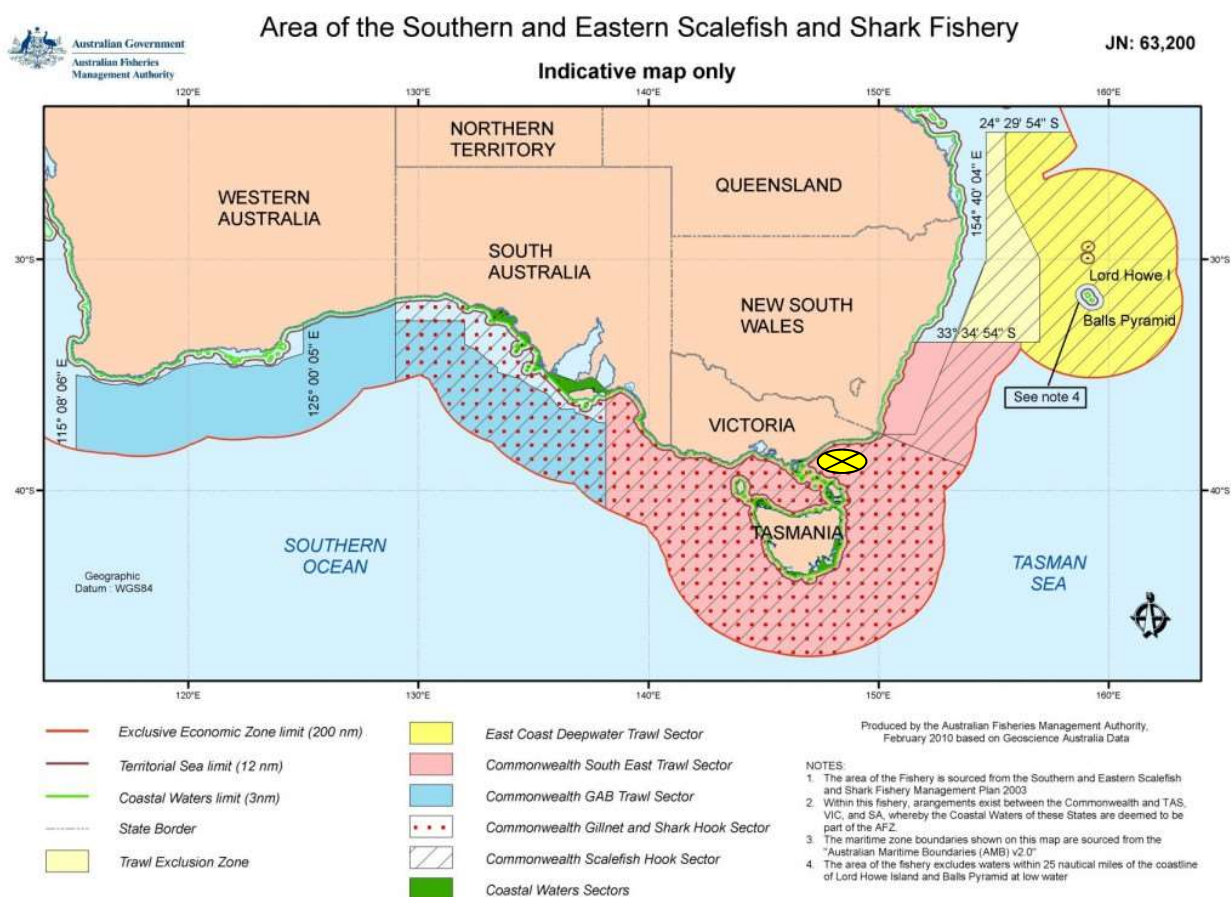 Area of the Southern and Eastern Scalefish and Shark Fishery
Australian Government
Australian Fisheries
Management Authority
JN: 63,200
Indicative map only
120°E
130°E
140°E
150°E
160°E
NORTHERN
TERRITORY
24° 29' 54" S
WESTERN
AUSTRALIA
QUEENSLAND
154° 40' 04" E
SOUTH
AUSTRALIA
30°S
30°S
Lord Howe I
NEW SOUTH
WALES
Balls Pyramid
33° 34' 54" S
115° 08' 06" E
125° 00' 05" E
See note 4
VICTORIA
40°S
40°S
TASMANIA
SOUTHERN
OCEAN
TASMAN
SEA
Geographic
Datum : WGS84
120°E
130°E
140°E
150°E
160°E
Exclusive Economic Zone limit (200 nm)
Territorial Sea limit (12 nm)
Coastal Waters limit (3nm)
State Border
Trawl Exclusion Zone
East Coast Deepwater Trawl Sector
Commonwealth South East Trawl Sector
Commonwealth GAB Trawl Sector
Commonwealth Gillnet and Shark Hook Sector
Commonwealth Scalefish Hook Sector
Coastal Waters Sectors
Produced by the Australian Fisheries Management Authority,
February 2010 based on Geoscience Australia Data
NOTES:
1. The area of the Fishery is sourced from the Southern and Eastern Scalefish
and Shark Fishery Management Plan 2003
2. Within this fishery, arangements exist between the Commonwealth and TAS,
VIC, and SA, whereby the Coastal Waters of these States are deemed to be
part of the AFZ.
3. The maritime zone boundaries shown on this map are sourced from the
"Australian Maritime Boundaries (AMB) v2.0"
4. The area of the fishery excludes waters within 25 nautical miles of the coastline
of Lord Howe Island and Balls Pyramid at low water